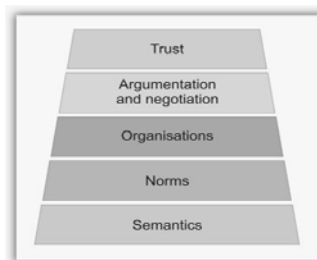 Trust
Argumentation
and negotiation
Organisations
Norms
Semantics